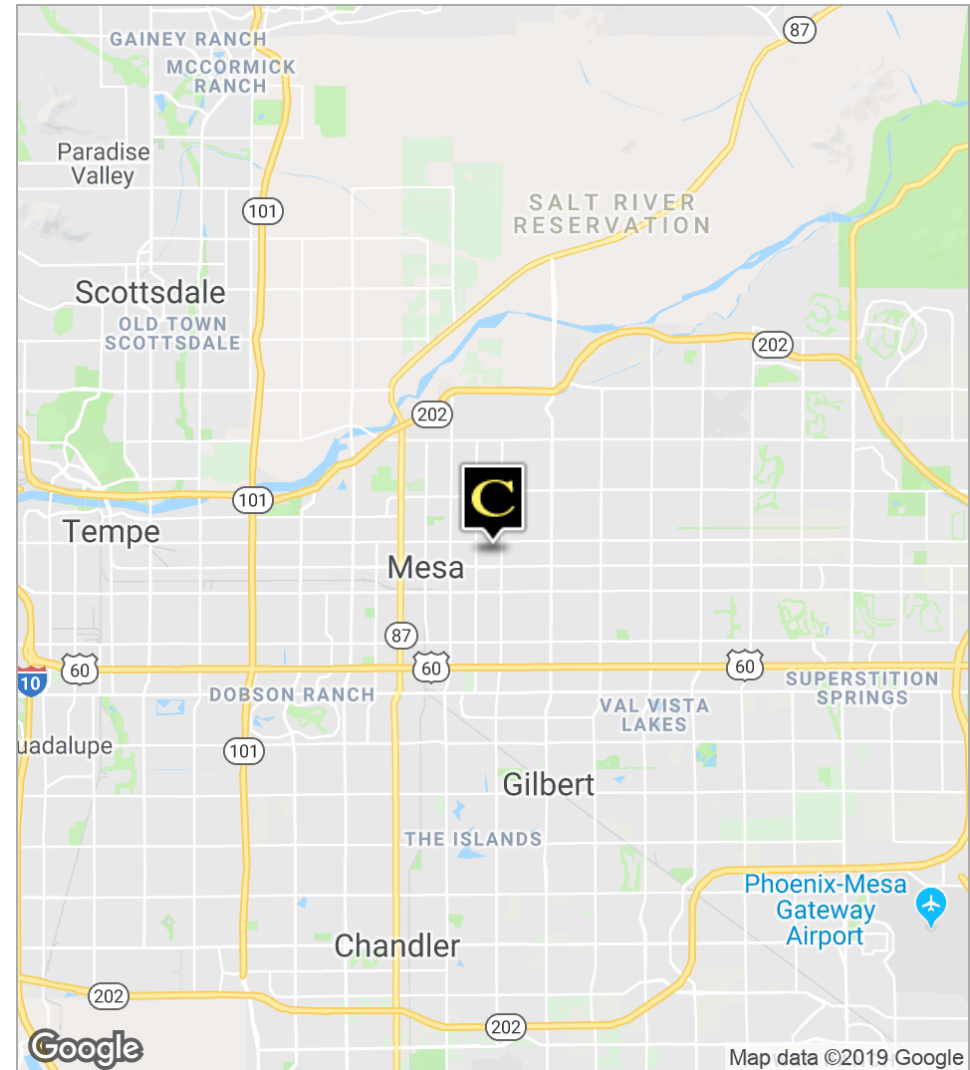 GAINEY RANCH
MCCORMICK
RANCH
87
Paradise
Valley
101
SALT RIVER
RESERVATION
Scottsdale
OLD TOWN
SCOTTSDALE
202
202
C
101
Tempe
Mesa
87
60
60
60
10
DOBSON RANCH
SUPERSTITION
SPRINGS
VAL VISTA
LAKES
uadalupe
101
Gilbert
THE ISLANDS
Phoenix-Mesa
Gateway
Airport
Chandler
202
202
Google
Map data ©2019 Google